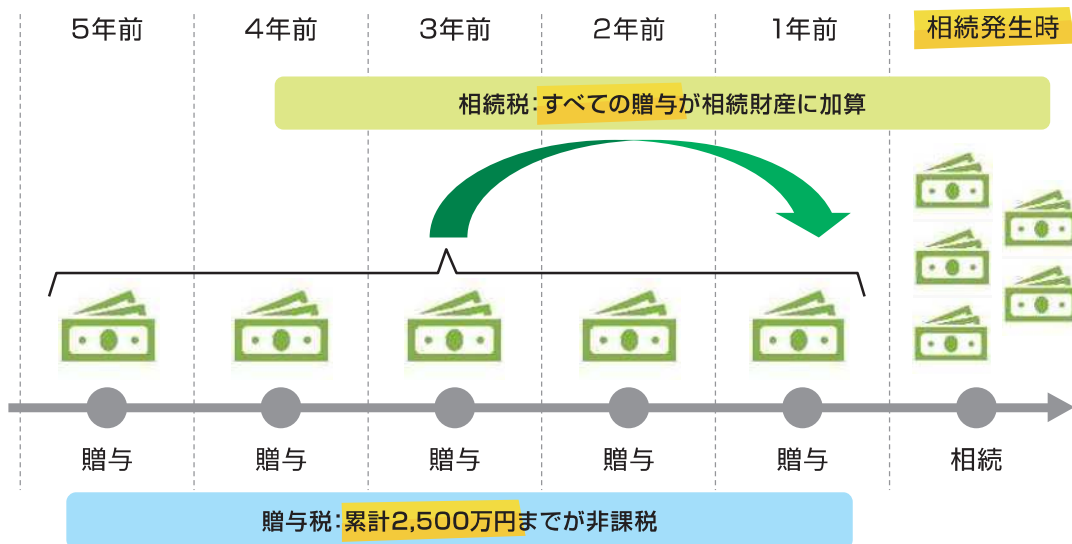 5年前
4年前
3年前
2年前
1年前
相続発生時
相続税:すべての贈与が相続財産に加算
贈与
贈与
贈与
贈与
贈与
相続
贈与税:累計2,500万円までが非課税